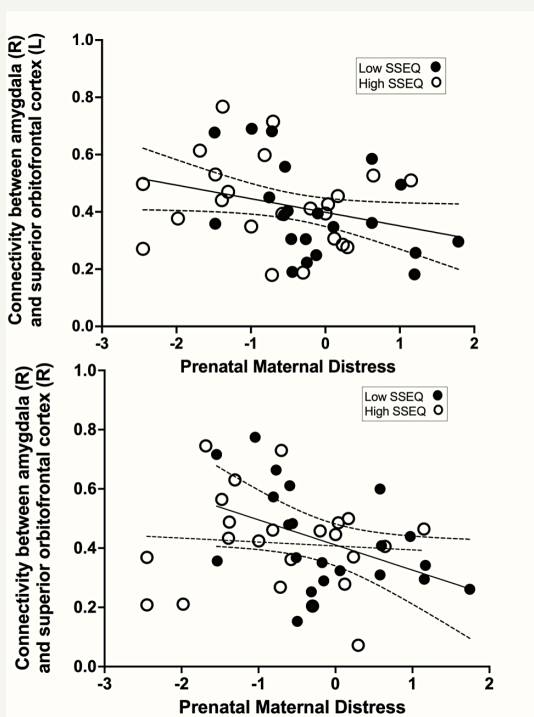 Connectivity between amygdala (R)
and superior orbitofrontal cortex (L)
1.0
0.8
0.6
0.4
0.2
0.0
Low SSEQ
High SSEQ
-3 -2 -1 0 1 2
Prenatal Maternal Distress
Connectivity between amygdala (R)
and superior orbitofrontal cortex (R)
1.0
0.8
0.6
0.4
0.2
0.0
Low SSEQ
High SSEQ
-3 -2 -1 0 1 2
Prenatal Maternal Distress